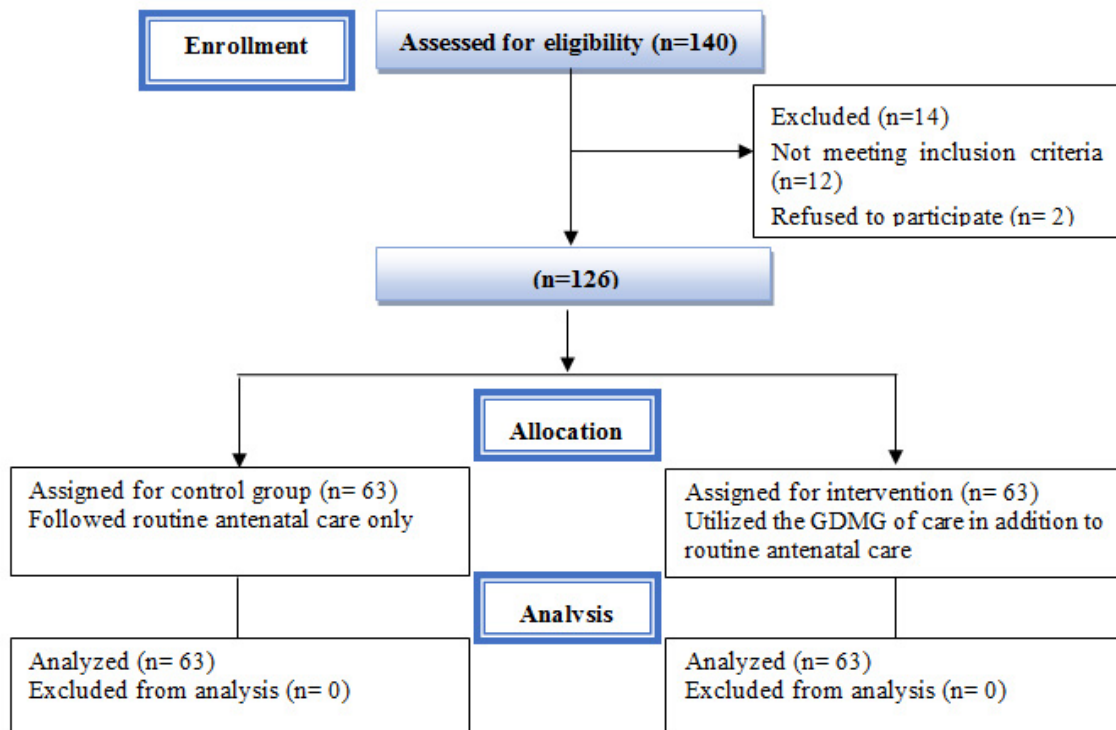 Enrollment
Assessed for eligibility (n=140)
Excluded (n=14)
Not meeting inclusion criteria
(n=12)
Refused to participate (n= 2)
(n=126)
Allocation
Assigned for control group (n= 63)
Followed routine antenatal care only
Assigned for intervention (n= 63)
Utilized the GDMG of care in addition to
routine antenatal care
Analysis
Analyzed (n= 63)
Excluded from analysis (n= 0)
Analyzed (n= 63)
Excluded from analysis (n= 0)